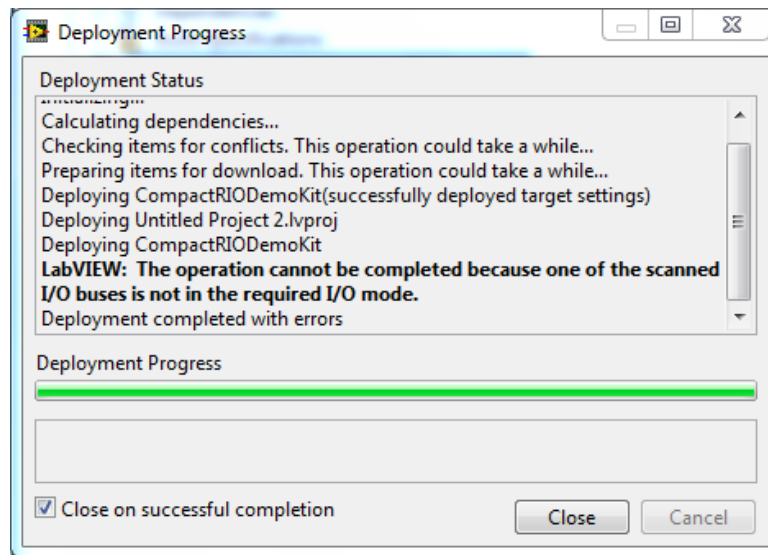 Deployment Progress
Deployment Status
Initializing...
Calculating dependencies...
Checking items for conflicts. This operation could take a while...
Preparing items for download. This operation could take a while...
Deploying CompactRIODemoKit(successfully deployed target settings)
Deploying Untitled Project 2.lvproj
Deploying CompactRIODemoKit
LabVIEW:  The operation cannot be completed because one of the scanned
I/O buses is not in the required I/O mode.
Deployment completed with errors
Deployment Progress
Close on successful completion
Close
Cancel